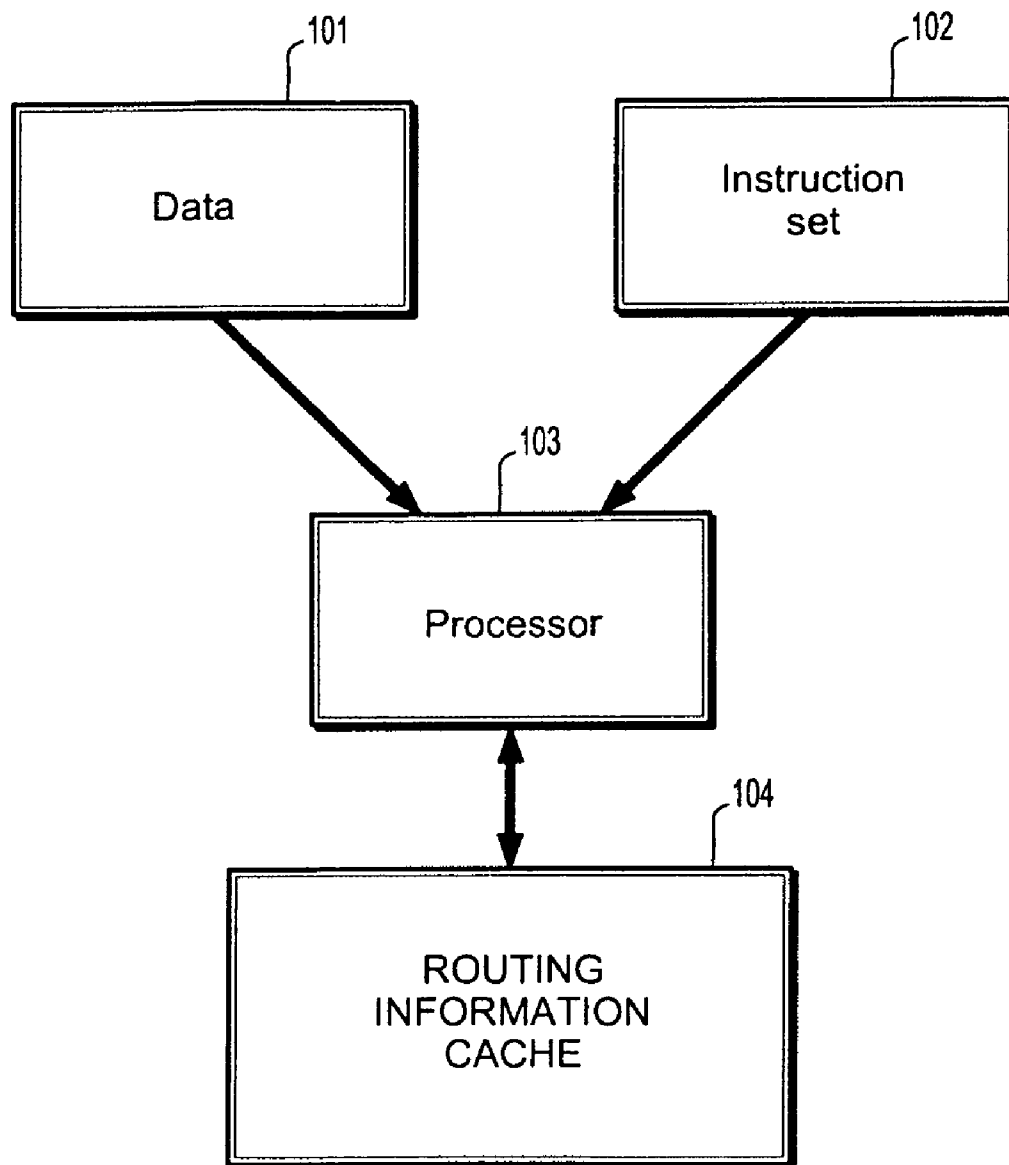 101
102
Data
Instruction
set
103
Processor
104
ROUTING
INFORMATION
CACHE